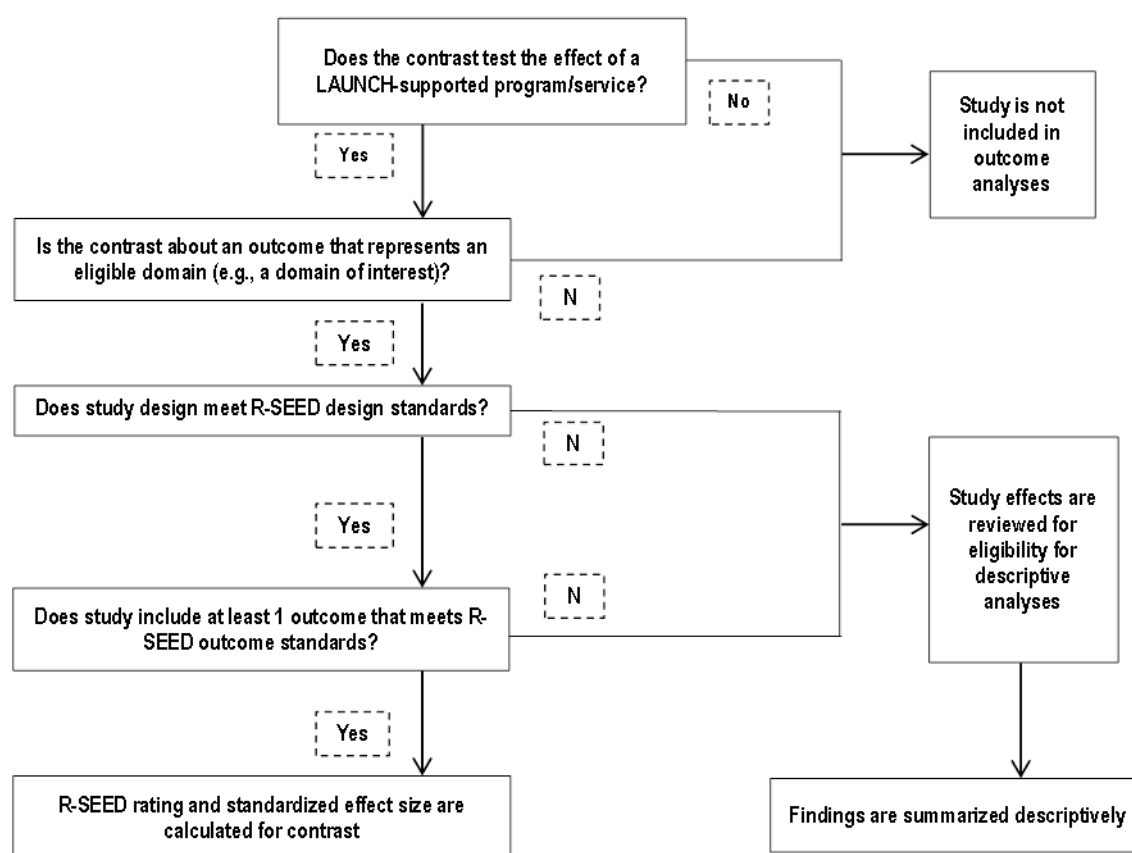 Does the contrast test the effect of a
LAUNCH-supported program/service?
No
Study is not
included in
outcome
analyses
Yes
Is the contrast about an outcome that represents an
eligible domain (e.g., a domain of interest)?
N
Yes
Does study design meet R-SEED design standards?
N
Study effects are
reviewed for
eligibility for
descriptive
analyses
Yes
N
Does study include at least 1 outcome that meets R-
SEED outcome standards?
Yes
R-SEED rating and standardized effect size are
calculated for contrast
Findings are summarized descriptively